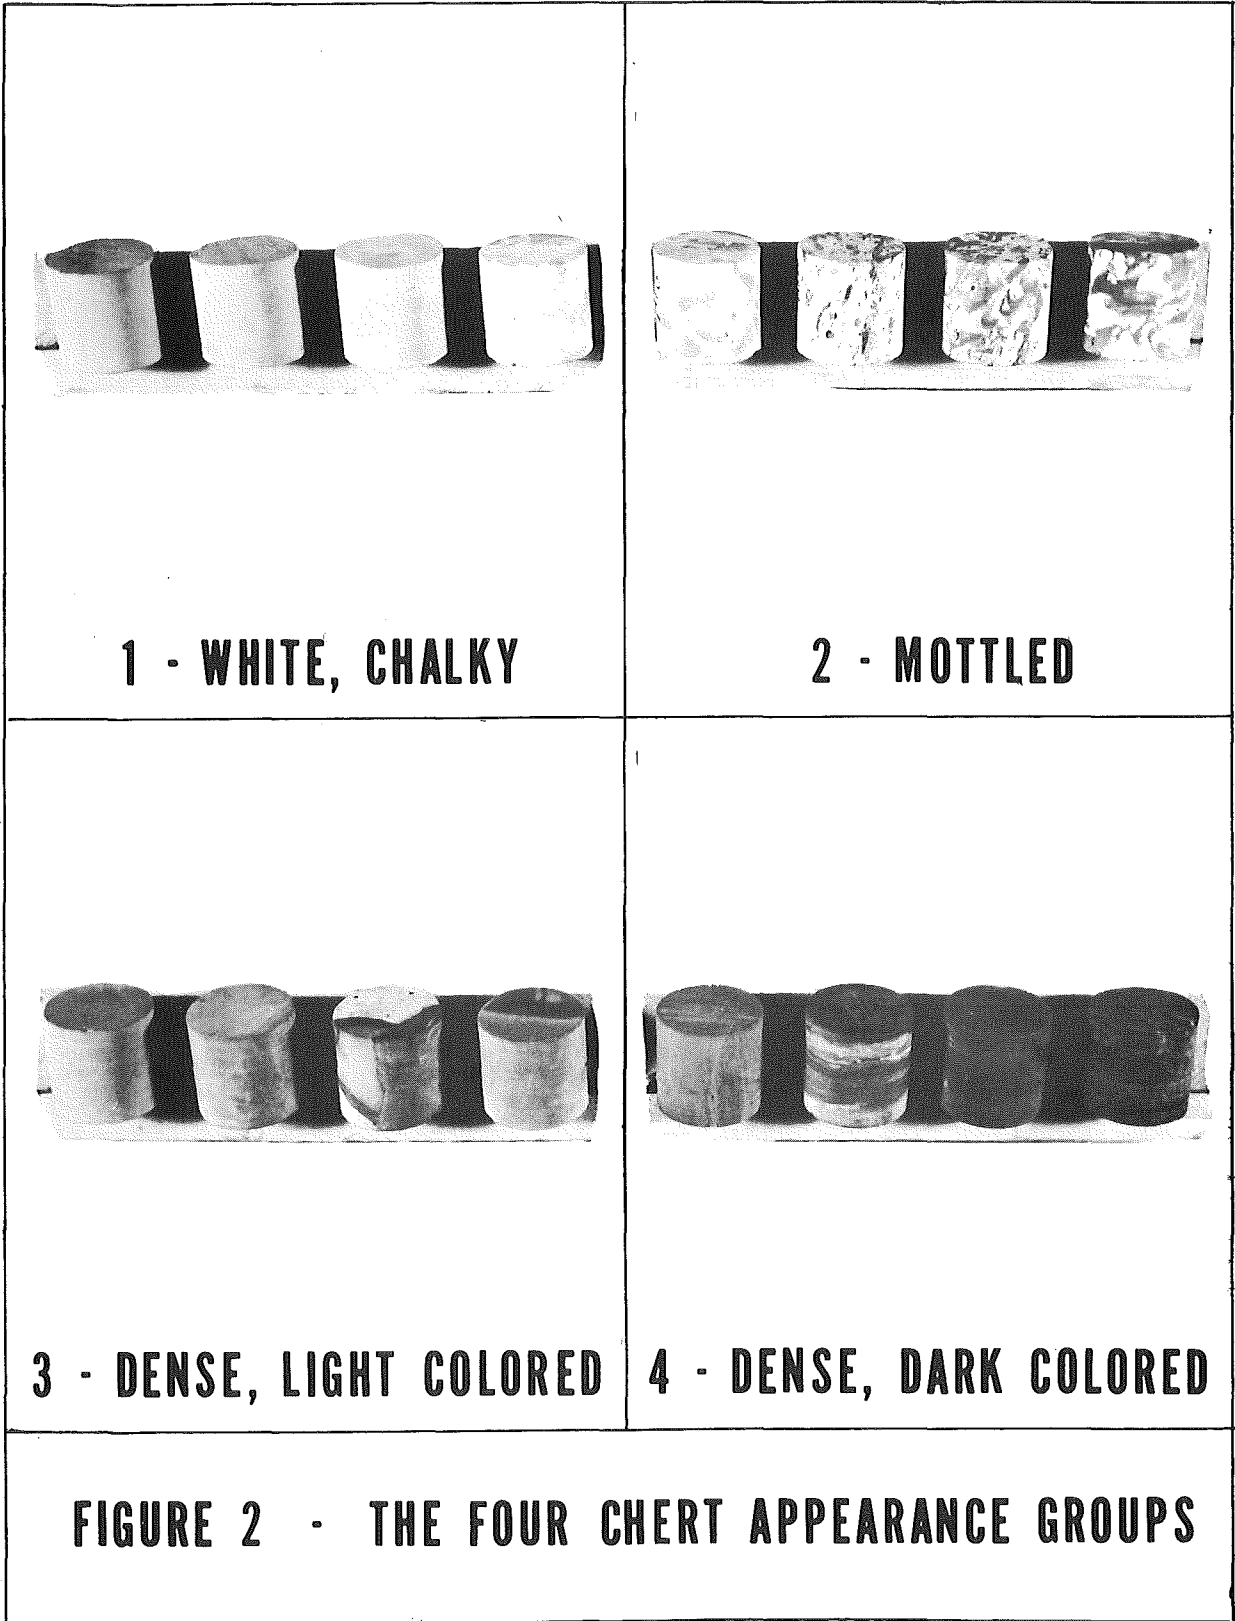 1 - WHITE, CHALKY
2 - MOTTLED
3 - DENSE, LIGHT COLORED
4 - DENSE, DARK COLORED
FIGURE 2 - THE FOUR CHERT APPEARANCE GROUPS